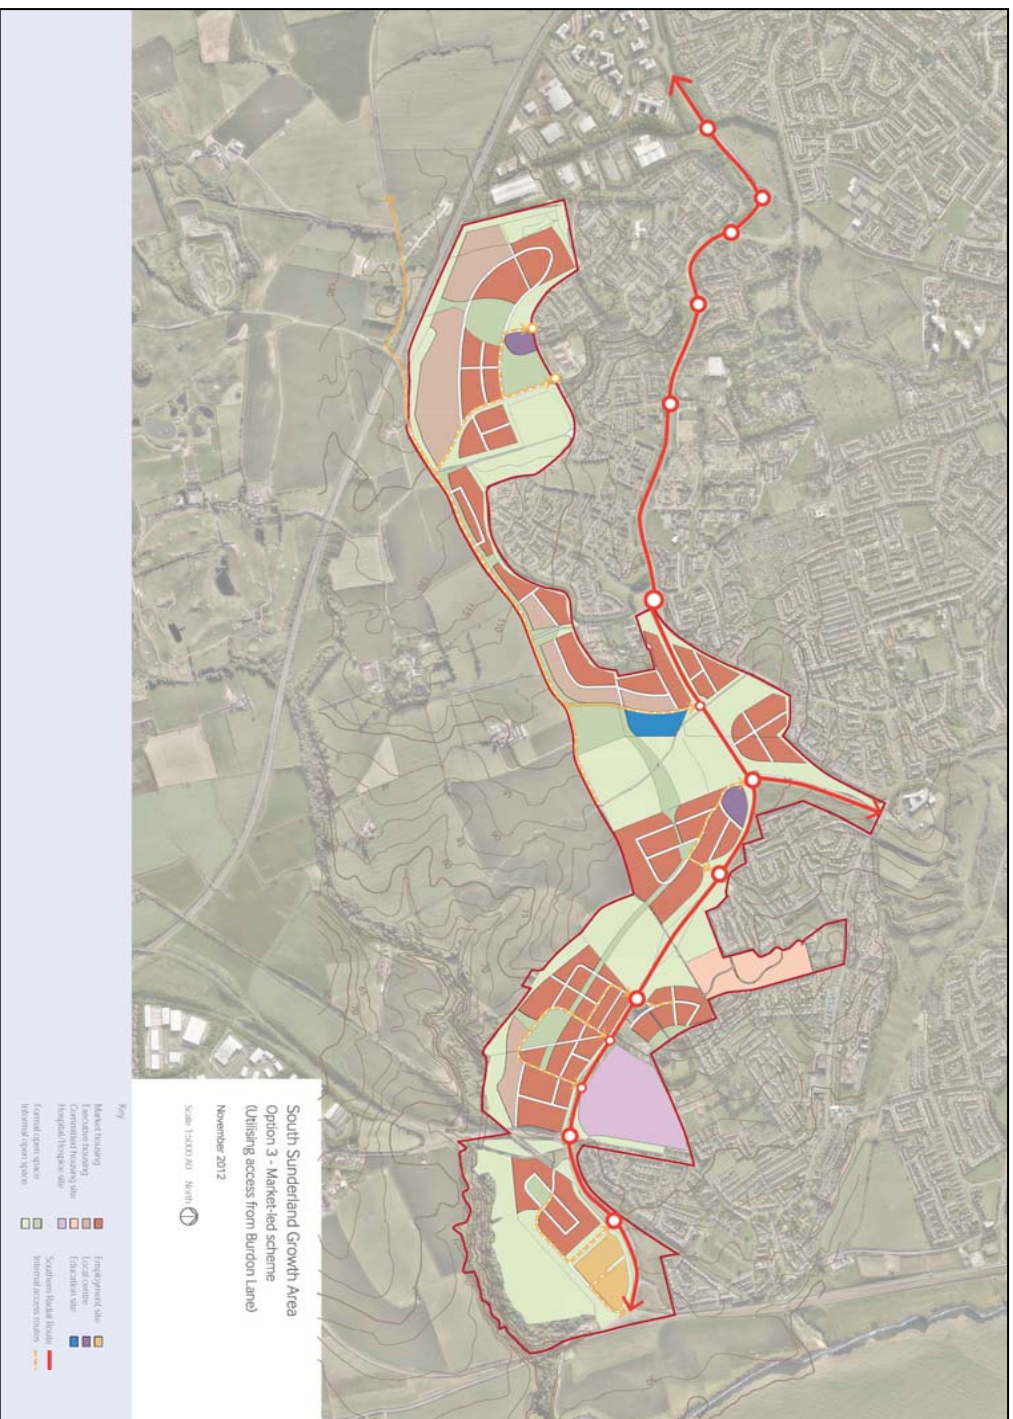 South Sunderland Growth Area
Option 3 - Market-led scheme
(Utilising access from Burdon Lane)
November 2012
Scale 1:5000 A0 North
Key
Market housing
Executive housing
Committed housing site
Hospital/Hospice site
Formal open space
Informal open space
Employment site
Local centre
Education site
Southern Radial Route
Internal access routes
110